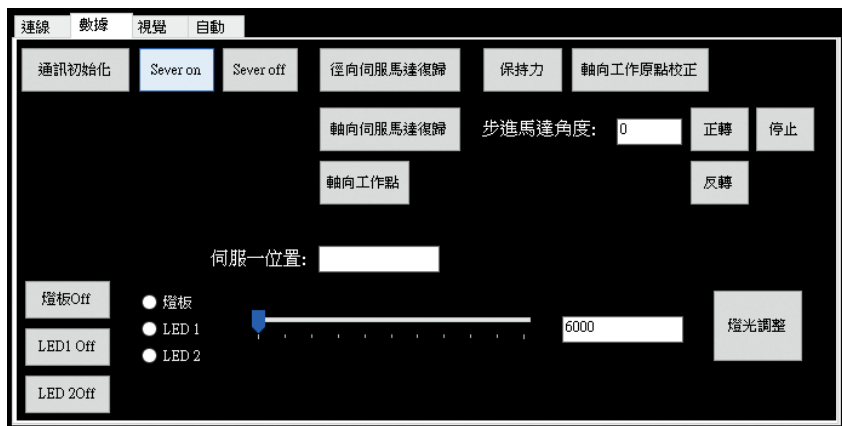 連線 數據 視覺 自動
通訊初始化 Sever on Sever off 徑向伺服馬達復歸 保持力 軸向工作原點校正
軸向伺服馬達復歸 步進馬達角度: 0 正轉 停止
軸向工作點 反轉
伺服一位置:
燈板Off
燈板
LED 1
LED 2
6000
燈光調整
LED1 Off
LED 2Off